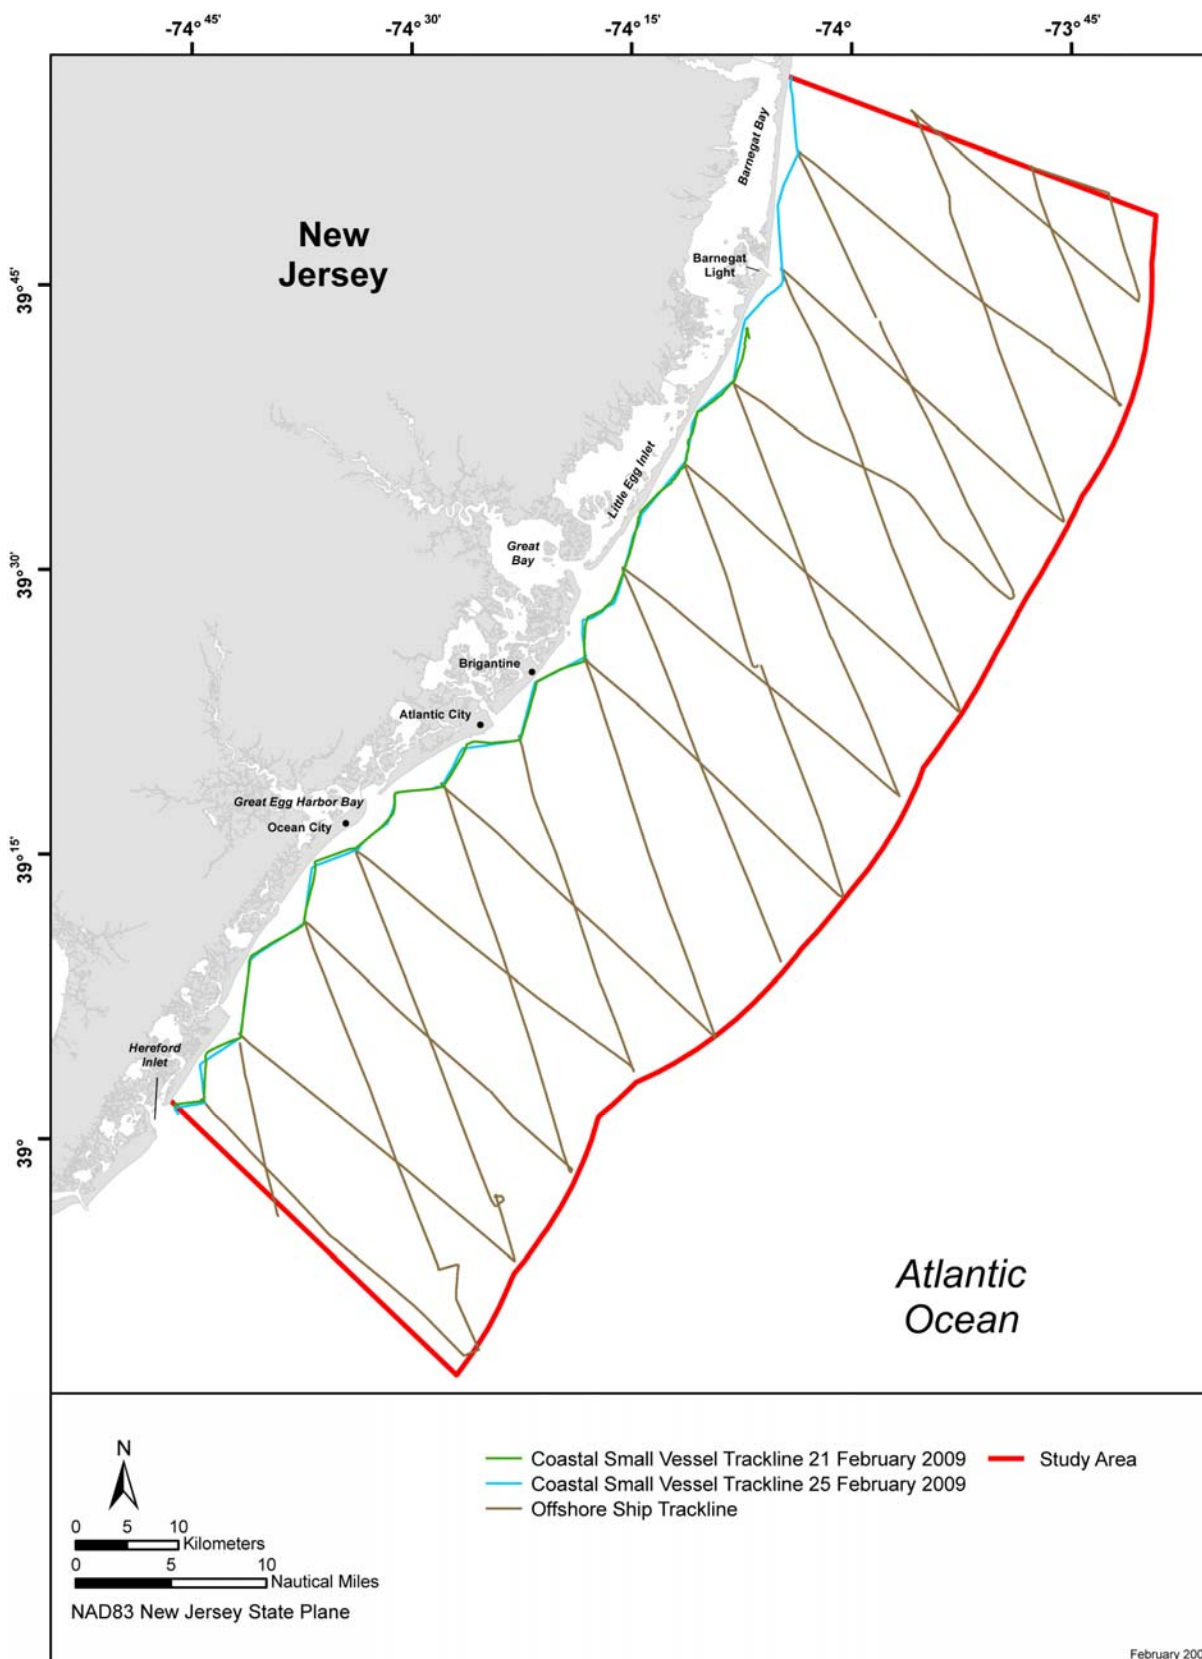 -74° 45'
-74° 30'
-74° 15'
-74°
-73° 45'
39° 45'
39° 30'
39° 15'
39°
New
Jersey
Barnegat Bay
Barnegat
Light
Little Egg Inlet
Great
Bay
Brigantine
Atlantic City
Great Egg Harbor Bay
Ocean City
Hereford
Inlet
Atlantic
Ocean
N
0 5 10
Kilometers
0 5 10
Nautical Miles
NAD83 New Jersey State Plane
Coastal Small Vessel Trackline 21 February 2009
Coastal Small Vessel Trackline 25 February 2009
Offshore Ship Trackline
Study Area
February 200